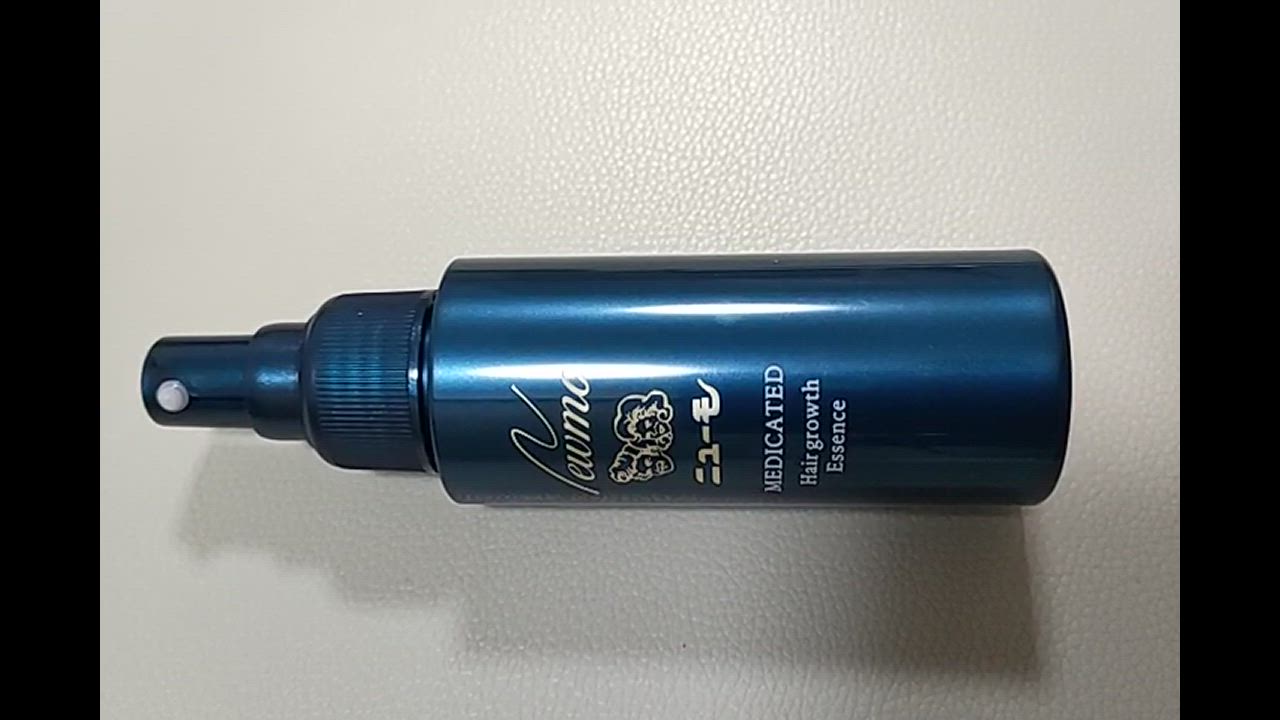 Newmo
ニューモ
MEDICATED
Hair growth
Essence